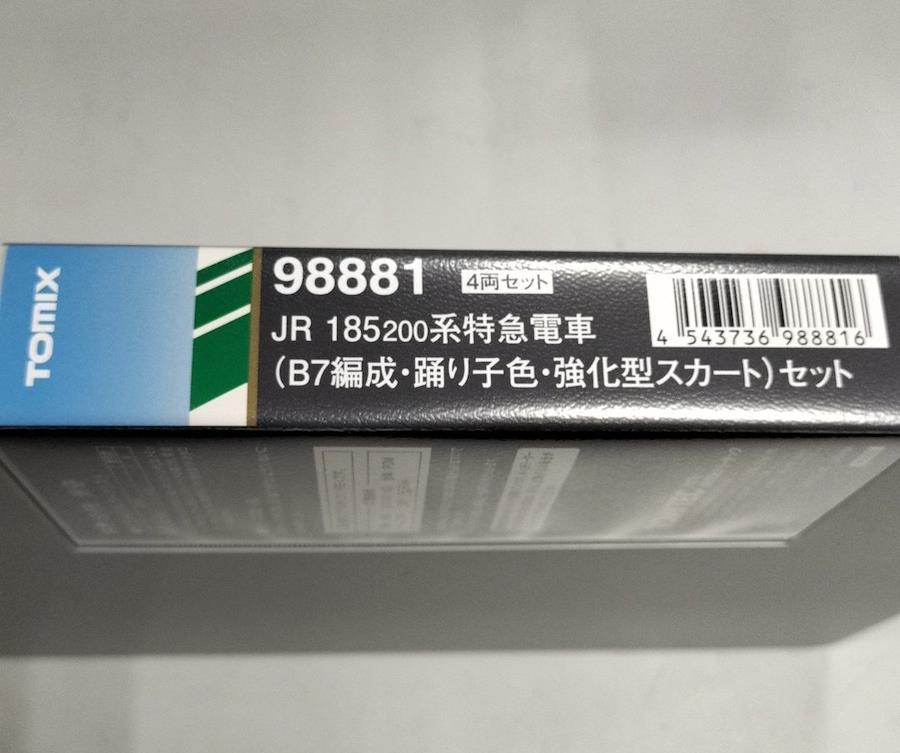 TOMIX
98881 4両セット
JR 185200系特急電車
(B7編成・踊り子色・強化型スカート)セット
4 543736 988816